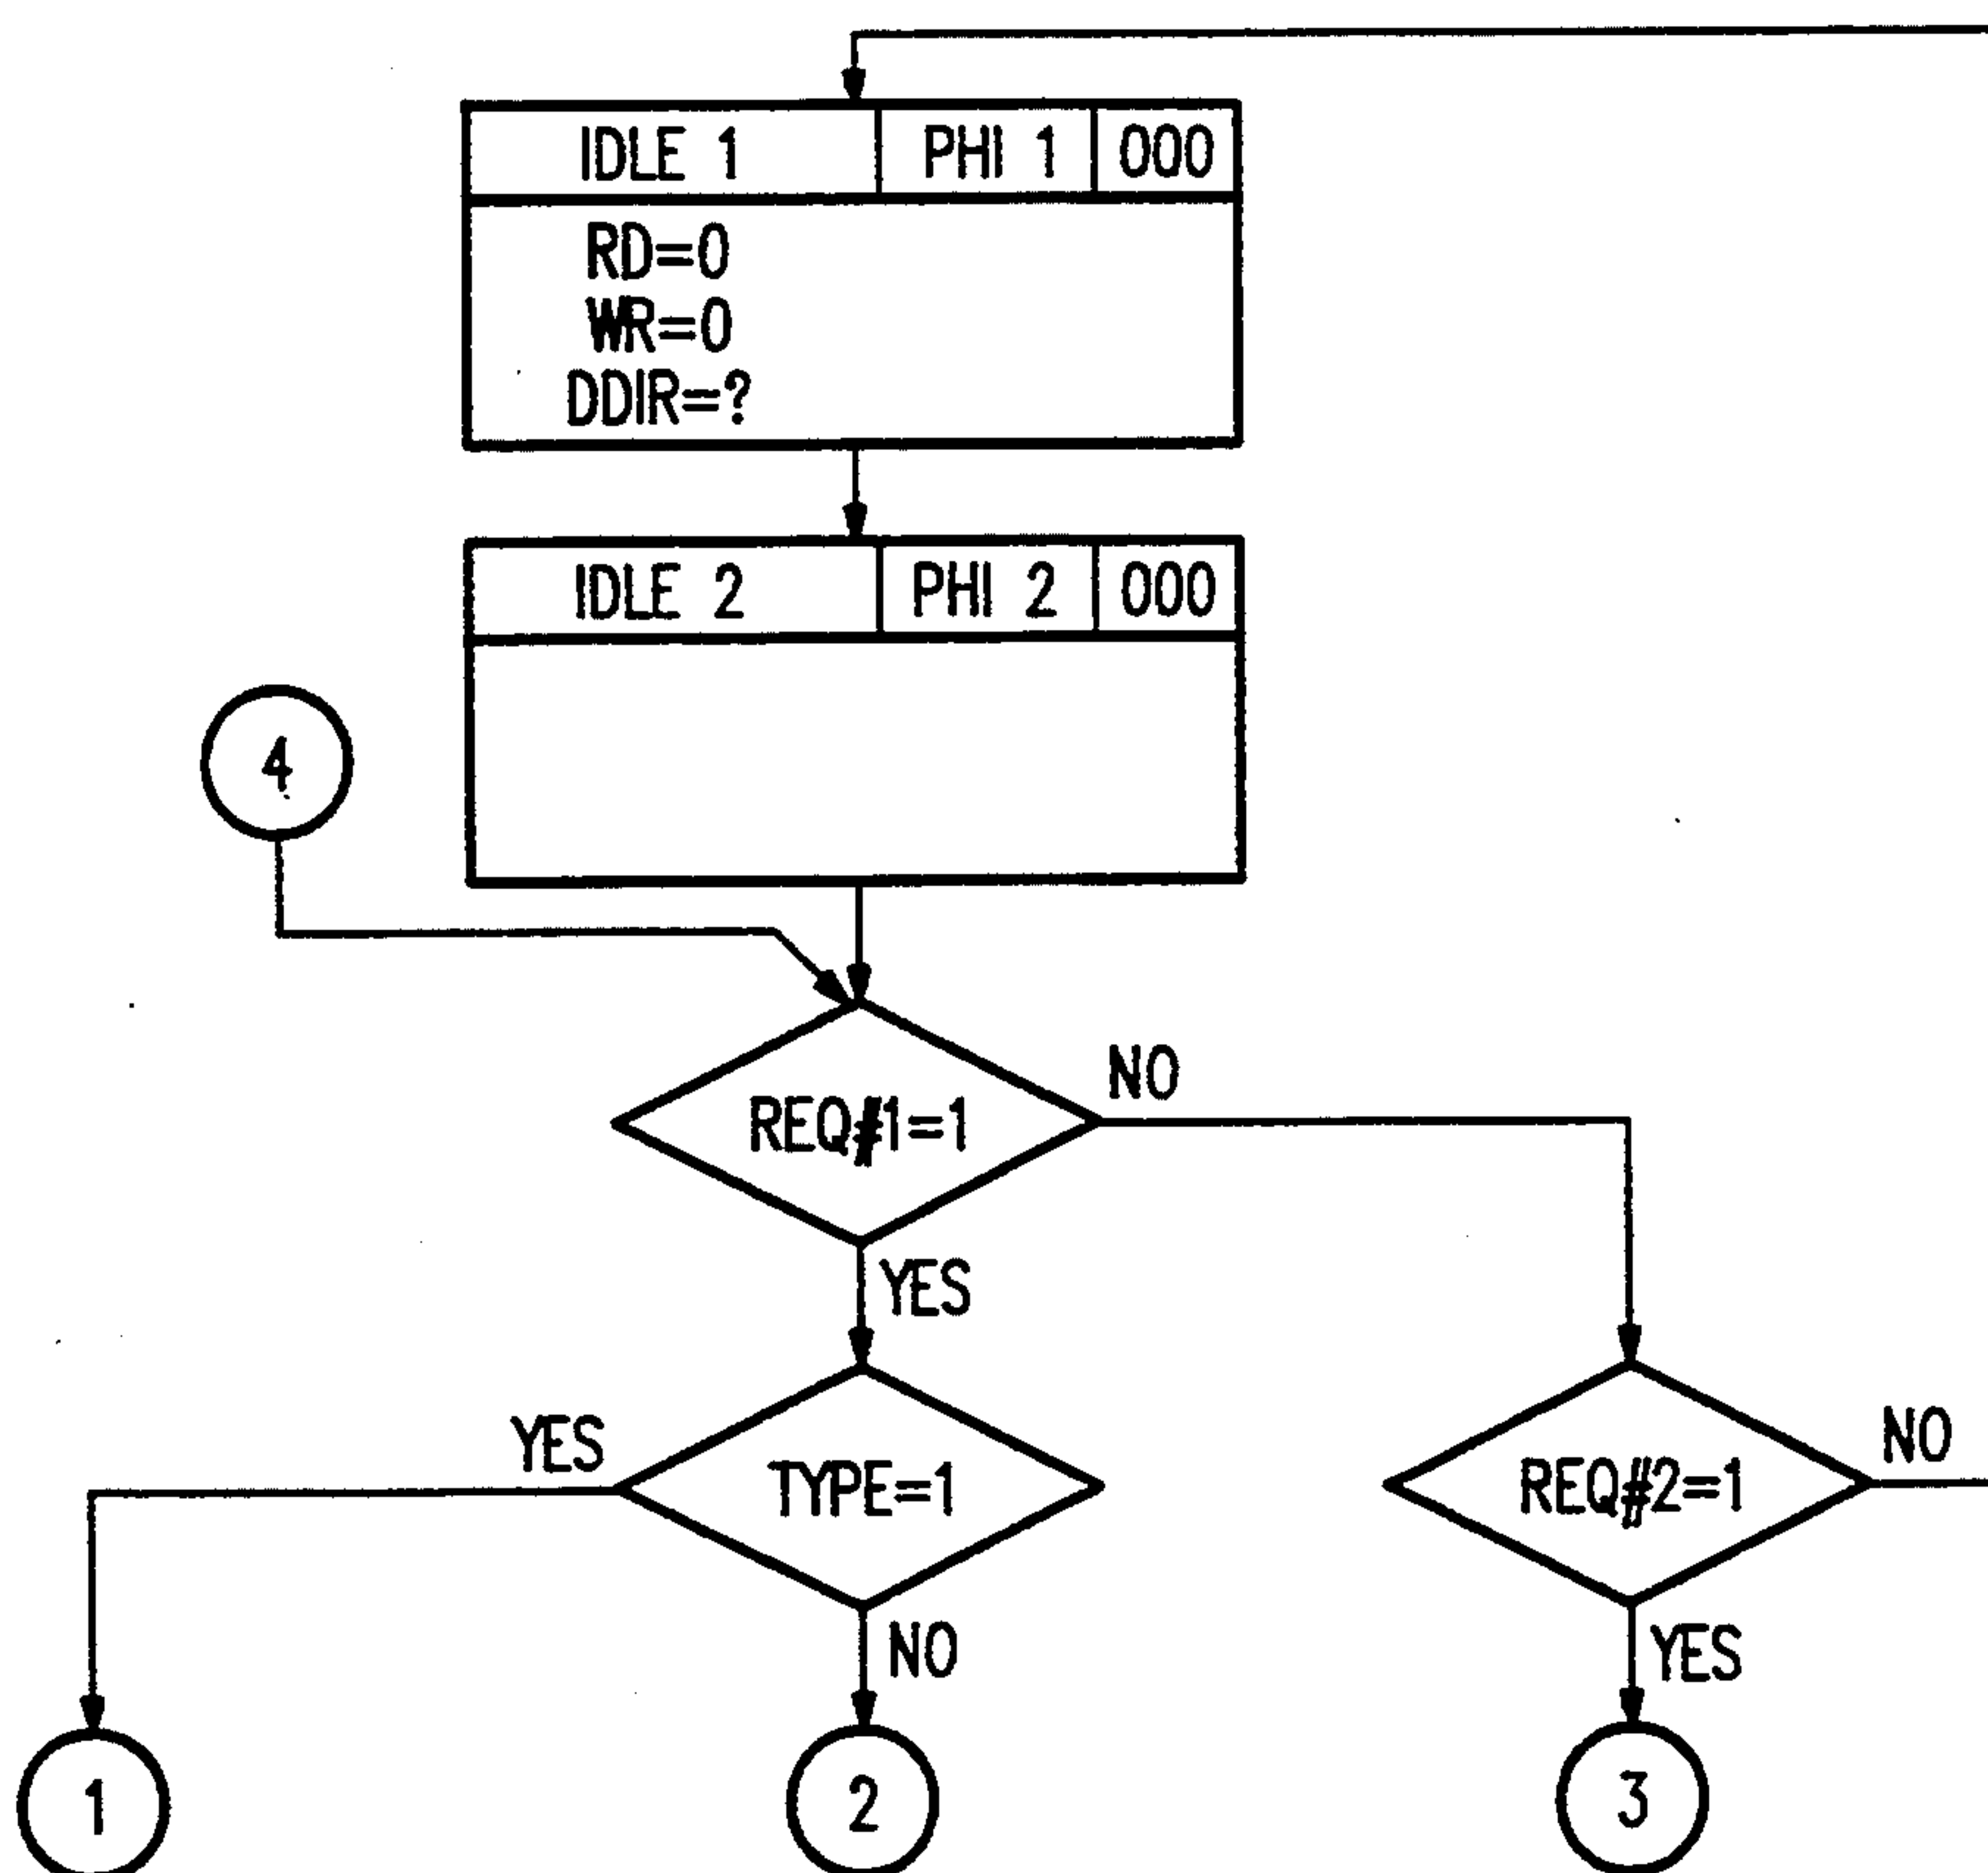 IDLE 1 PHI 1 000
RD=0
WR=0
DDIR=?
IDLE 2 PHI 2 000
4
REQ#1=1
NO
YES
YES
TYPE=1
REQ#2=1
NO
NO
YES
1
2
3